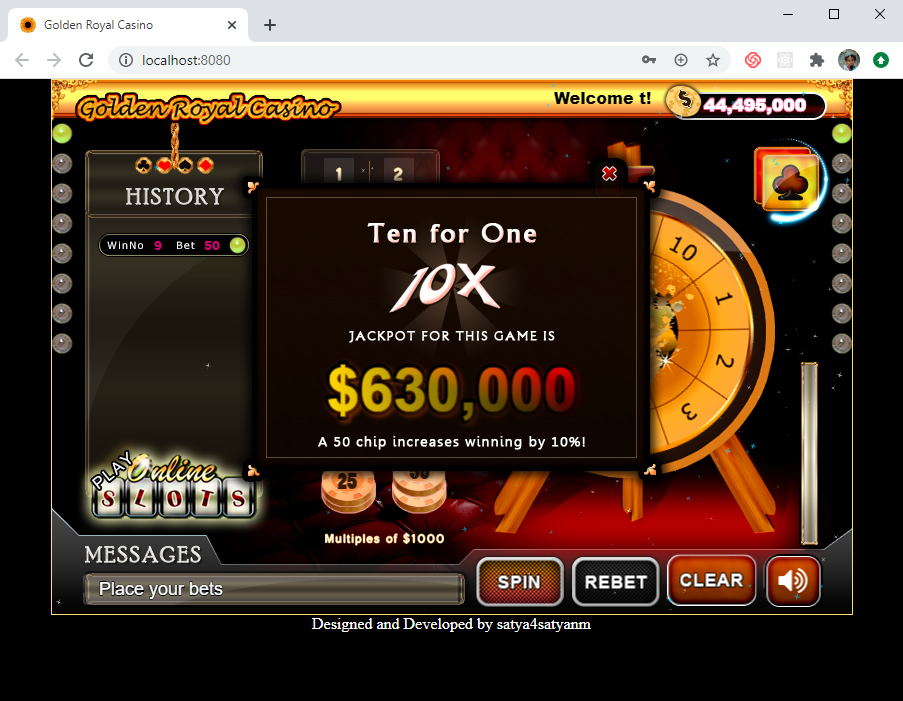 Golden Royal Casino
localhost:8080
Golden Royal Casino
Welcome t!
$ 44,495,000
HISTORY
1 2
WinNo 9 Bet 50
Ten for One
10X
JACKPOT FOR THIS GAME IS
$630,000
A 50 chip increases winning by 10%!
10
1
2
3
PLAY Online
SLOTS
25 50
Multiples of $1000
MESSAGES
Place your bets
SPIN REBET CLEAR
Designed and Developed by satya4satyanm